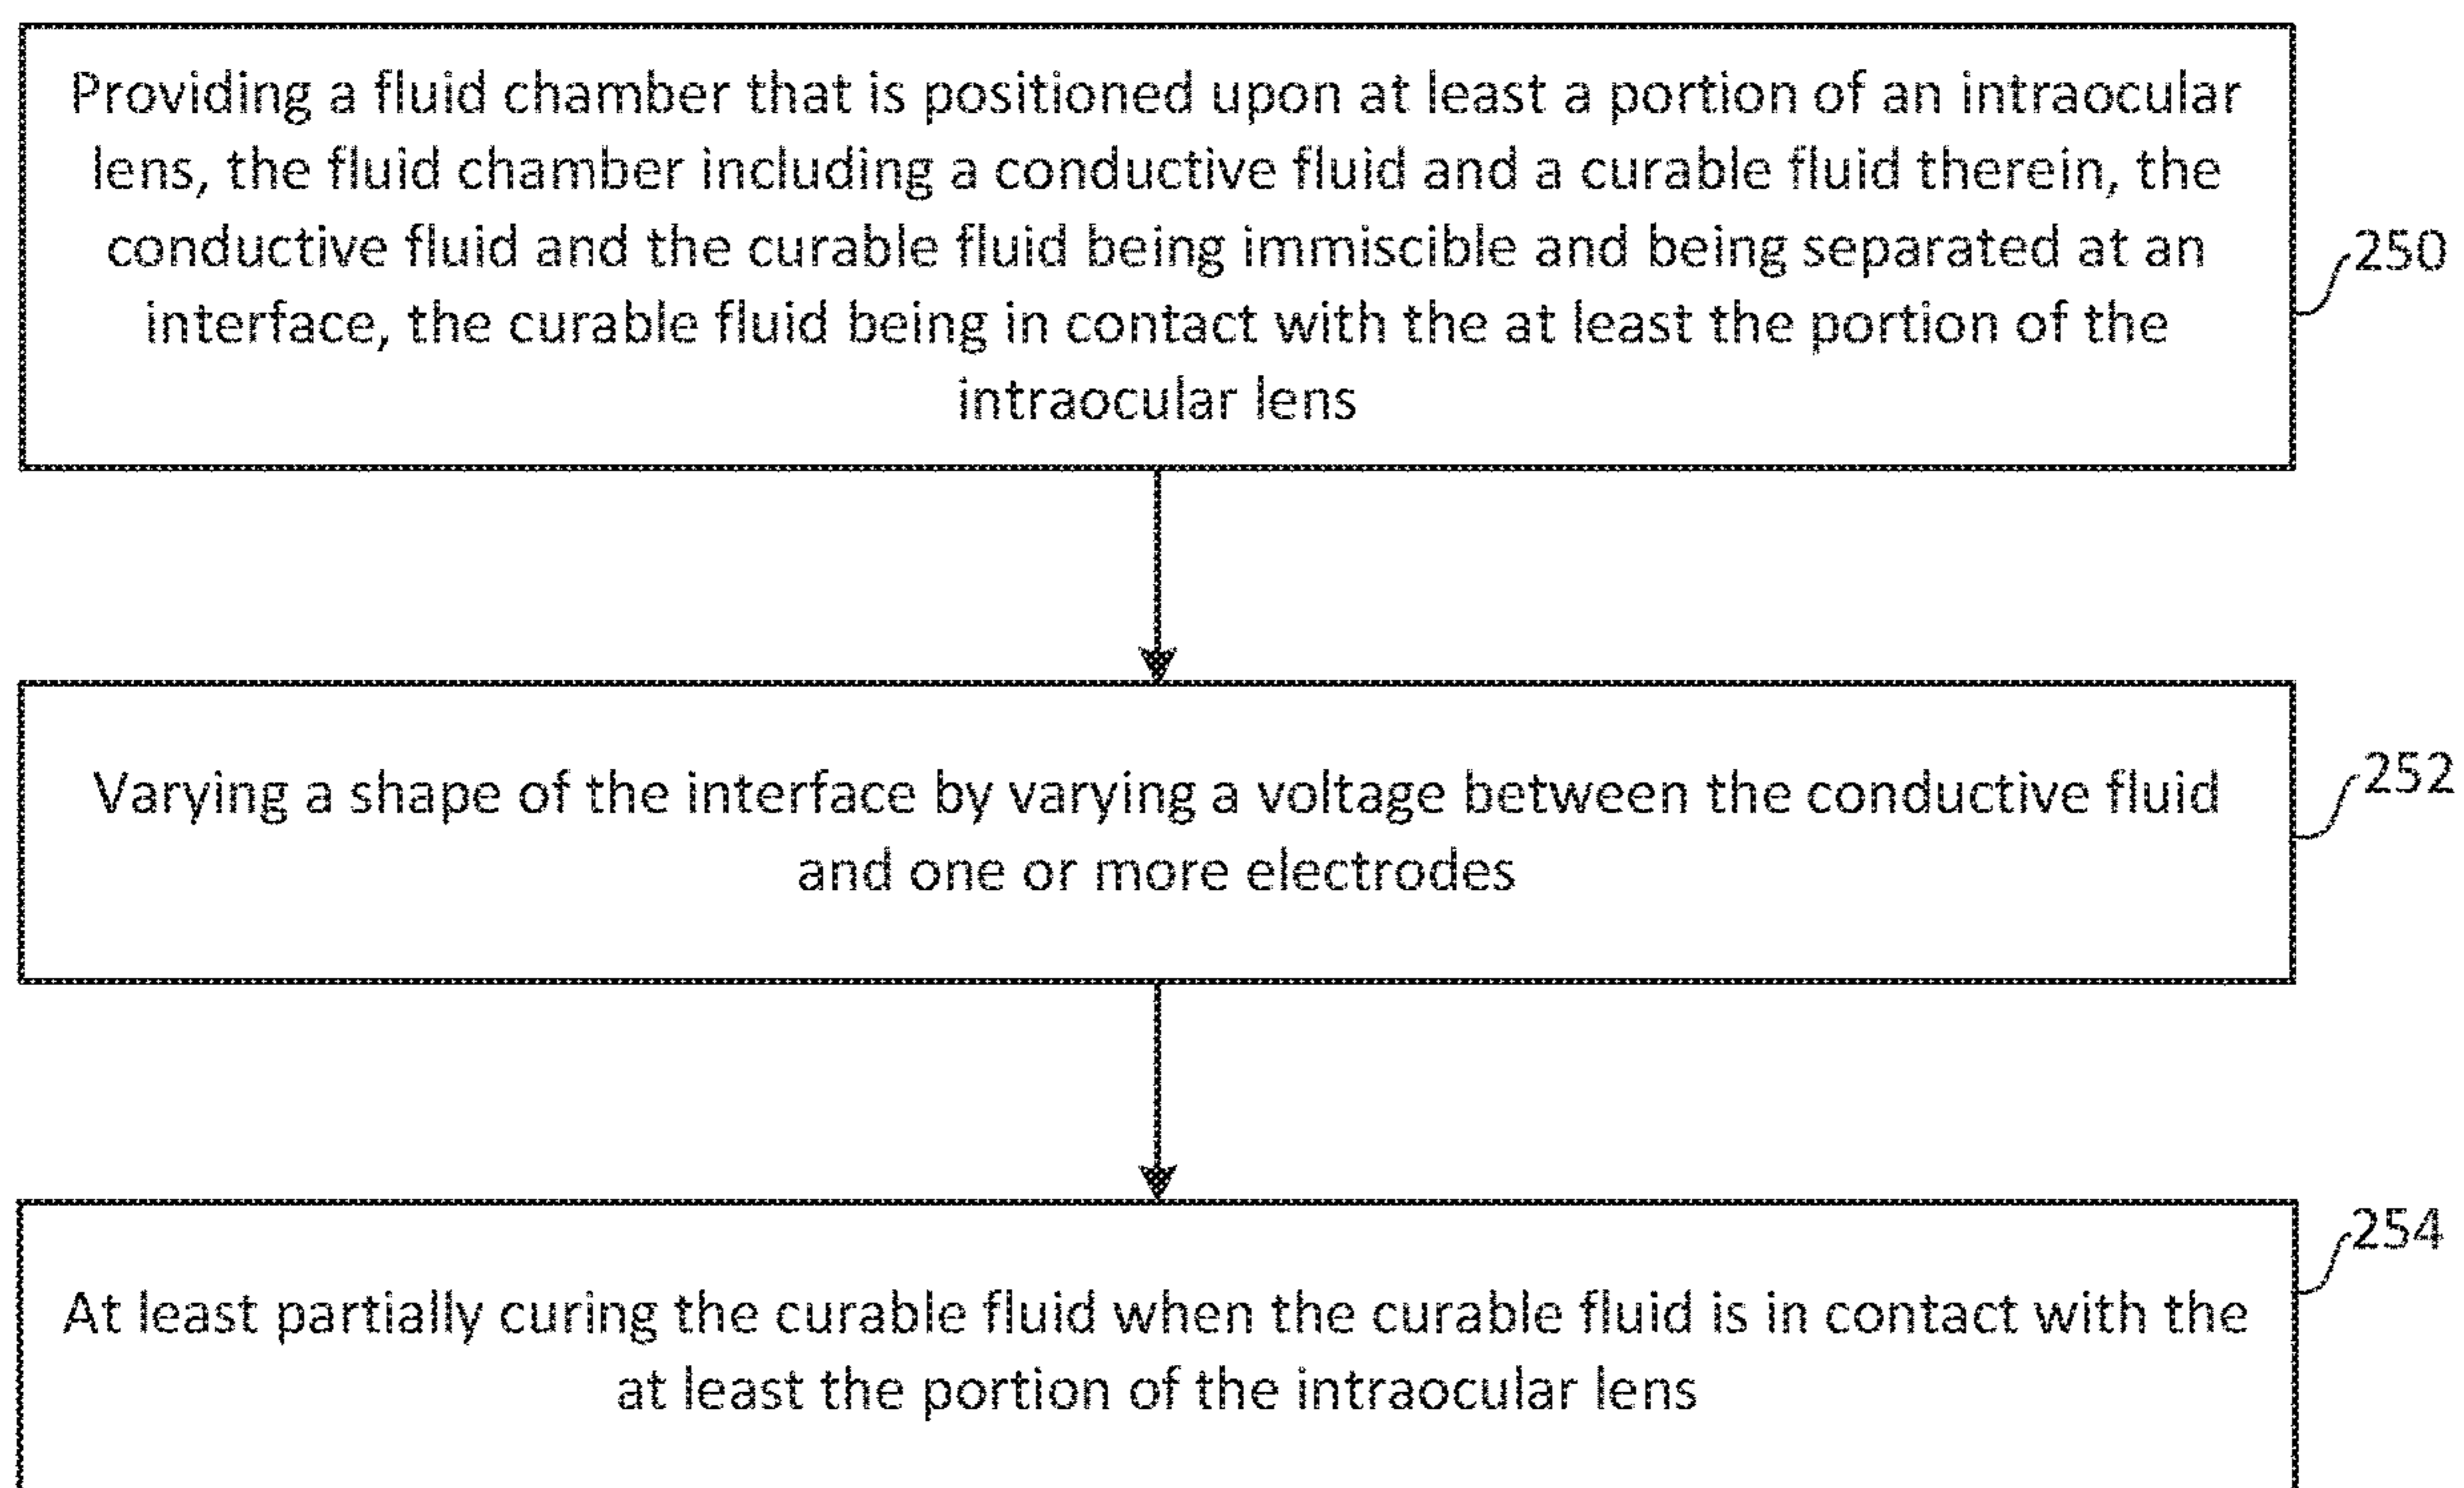 Providing a fluid chamber that is positioned upon at least a portion of an intraocular
lens, the fluid chamber including a conductive fluid and a curable fluid therein, the
conductive fluid and the curable fluid being immiscible and being separated at an
interface, the curable fluid being in contact with the at least the portion of the
intraocular lens
250
Varying a shape of the interface by varying a voltage between the conductive fluid
and one or more electrodes
252
At least partially curing the curable fluid when the curable fluid is in contact with the
at least the portion of the intraocular lens
254